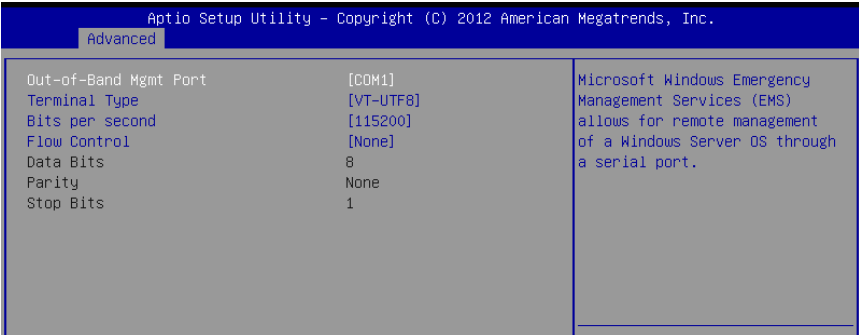 Aptio Setup Utility – Copyright (C) 2012 American Megatrends, Inc.
Advanced
Out-of-Band Mgmt Port [COM1]
Terminal Type [VT-UTF8]
Bits per second [115200]
Flow Control [None]
Data Bits 8
Parity None
Stop Bits 1
Microsoft Windows Emergency
Management Services (EMS)
allows for remote management
of a Windows Server OS through
a serial port.